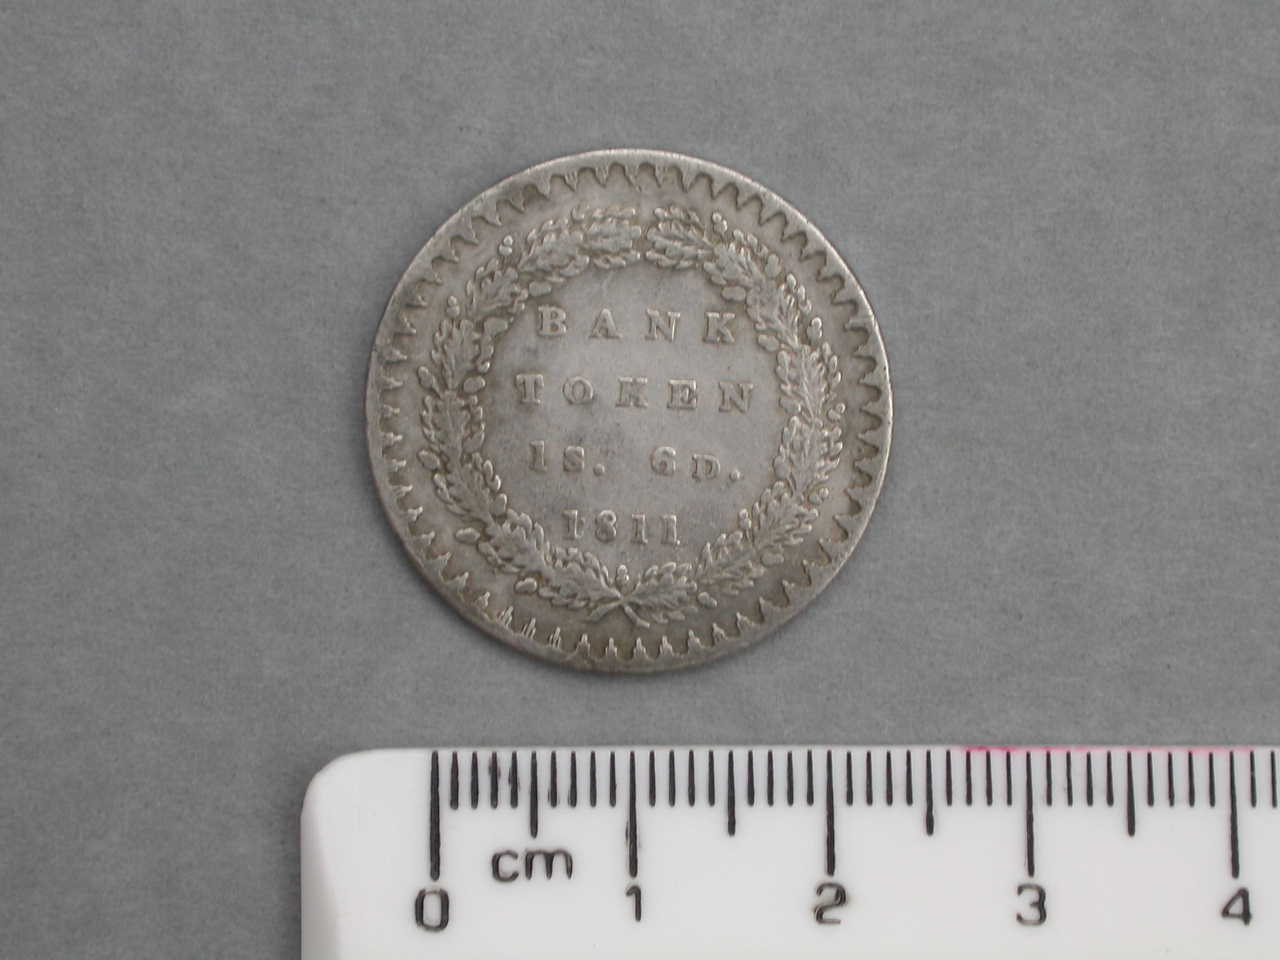 BANK
TOKEN
1S. 6D.
1811
cm
0 1 2 3 4